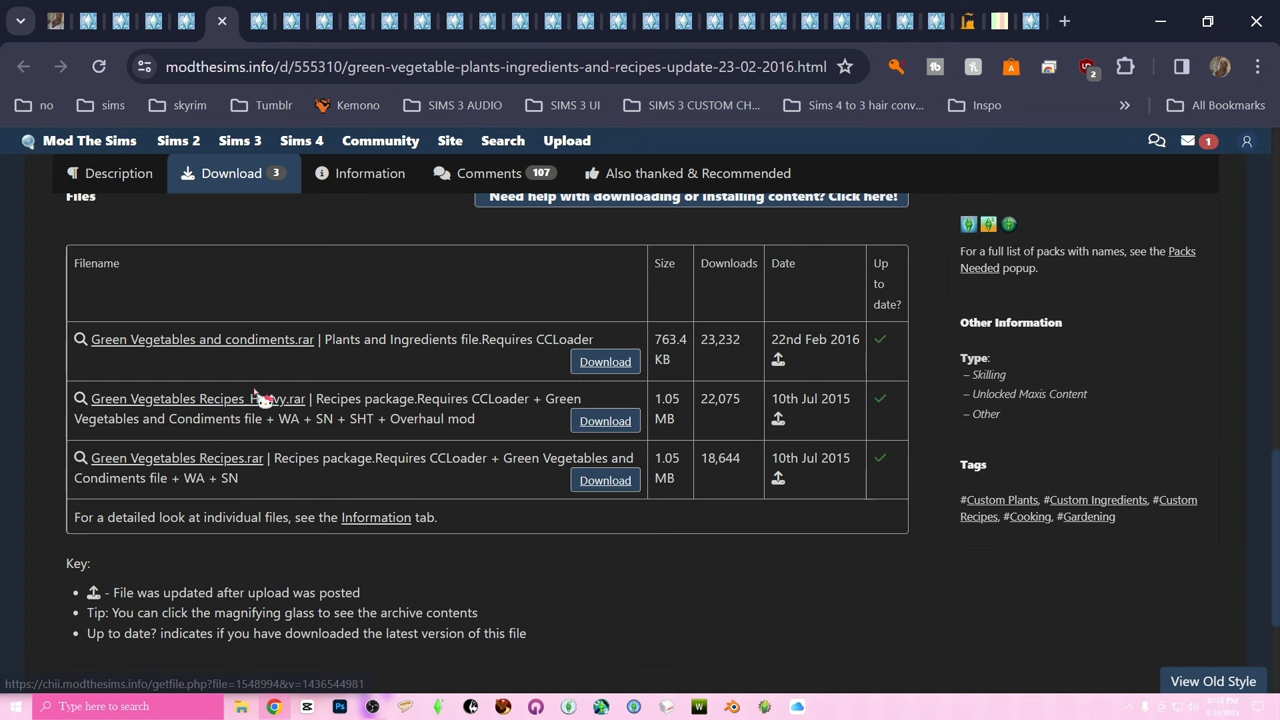 modthesims.info/d/555310/green-vegetable-plants-ingredients-and-recipes-update-23-02-2016.html
2
no
sims
skyrim
Tumblr
Kemono
SIMS 3 AUDIO
SIMS 3 UI
SIMS 3 CUSTOM CH...
Sims 4 to 3 hair conv...
Inspo
All Bookmarks
Mod The Sims
Sims 2
Sims 3
Sims 4
Community
Site
Search
Upload
1
Description
Download 3
Information
Comments 107
Also thanked & Recommended
Files
Need help with downloading or installing content? Click here!
Filename
Size
Downloads
Date
Up
to
date?
Green Vegetables and condiments.rar | Plants and Ingredients file.Requires CCLoader
Download
763.4
KB
23,232
22nd Feb 2016
Green Vegetables Recipes
| Recipes package.Requires CCLoader + Green
Vegetables and Condiments file + WA + SN + SHT + Overhaul mod
Download
1.05
MB
22,075
10th Jul 2015
Green Vegetables Recipes.rar | Recipes package.Requires CCLoader + Green Vegetables and
Condiments file + WA + SN
Download
1.05
MB
18,644
10th Jul 2015
For a detailed look at individual files, see the Information tab.
Key:
- File was updated after upload was posted
Tip: You can click the magnifying glass to see the archive contents
Up to date? indicates if you have downloaded the latest version of this file
For a full list of packs with names, see the Packs
Needed popup.
Other Information
Type:
– Skilling
– Unlocked Maxis Content
– Other
Tags
#Custom Plants, #Custom Ingredients, #Custom
Recipes, #Cooking, #Gardening
View Old Style
https://chii.modthesims.info/getfile.php?file=1548994&v=1436544981
Type here to search